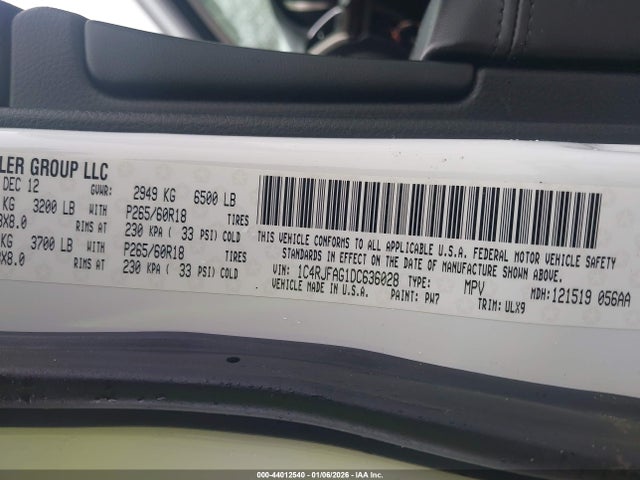 LER GROUP LLC
DEC 12 GVWR: 2949 KG 6500 LB
KG 3200 LB WITH P265/60R18 TIRES
X8.0 RIMS AT 230 KPA ( 33 PSI) COLD
KG 3700 LB WITH P265/60R18 TIRES
X8.0 RIMS AT 230 KPA ( 33 PSI) COLD
THIS VEHICLE CONFORMS TO ALL APPLICABLE U.S.A. FEDERAL MOTOR VEHICLE SAFETY
STANDARDS IN EFFECT ON THE DATE OF MANUFACTURE SHOWN ABOVE.
VIN: 1C4RJFAG1DC636028 TYPE: MPV MDH: 121519 056AA
VEHICLE MADE IN U.S.A. PAINT: PW7 TRIM: ULX9
000-44012540 | 01/06/2026 | IAA Inc.